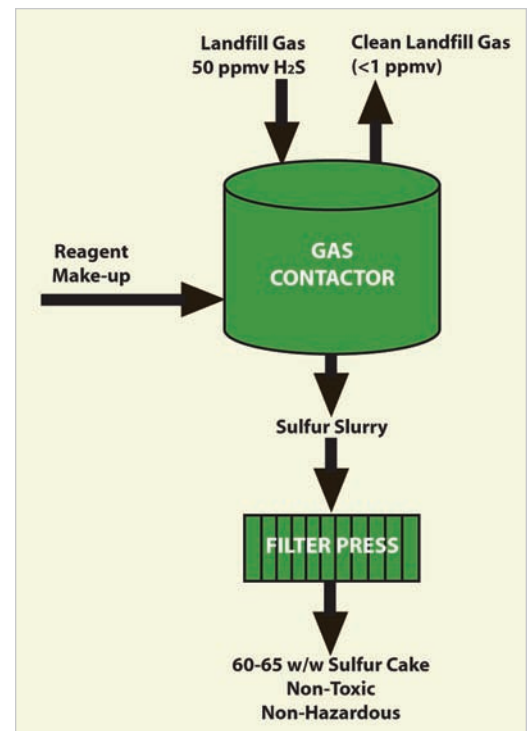 Landfill Gas
50 ppmv H2S
Clean Landfill Gas
(<1 ppmv)
GAS
CONTACTOR
Reagent
Make-up
Sulfur Slurry
FILTER PRESS
60-65 w/w Sulfur Cake
Non-Toxic
Non-Hazardous